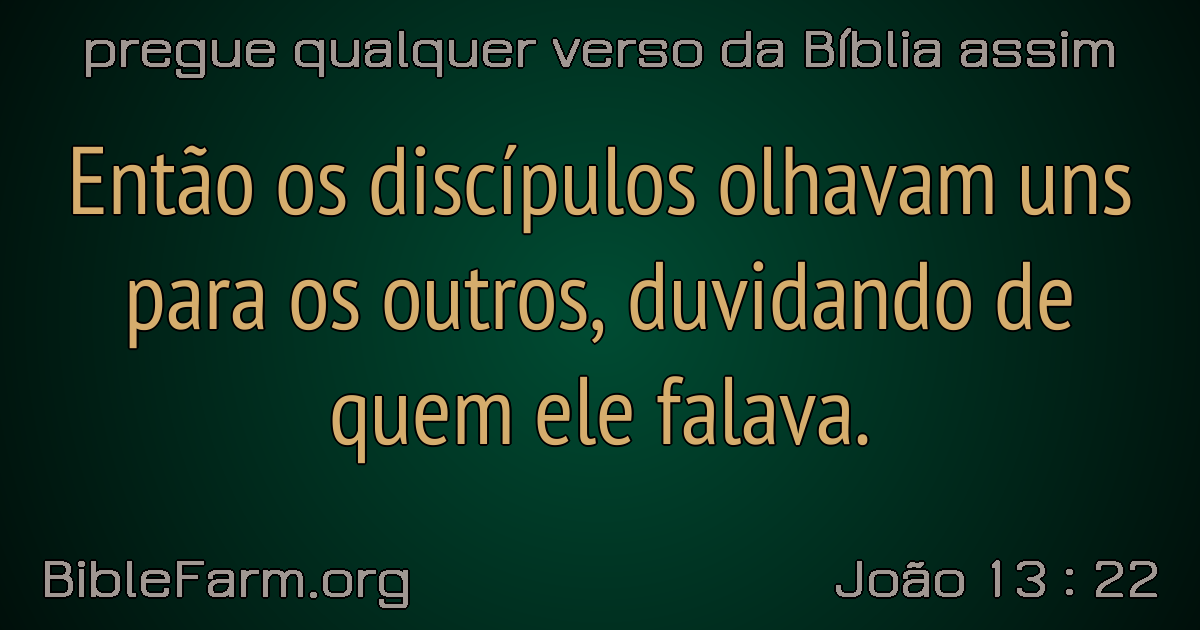 pregue qualquer verso da Bíblia assim
Então os discípulos olhavam uns
para os outros, duvidando de
quem ele falava.
BibleFarm.org
João 13 : 22